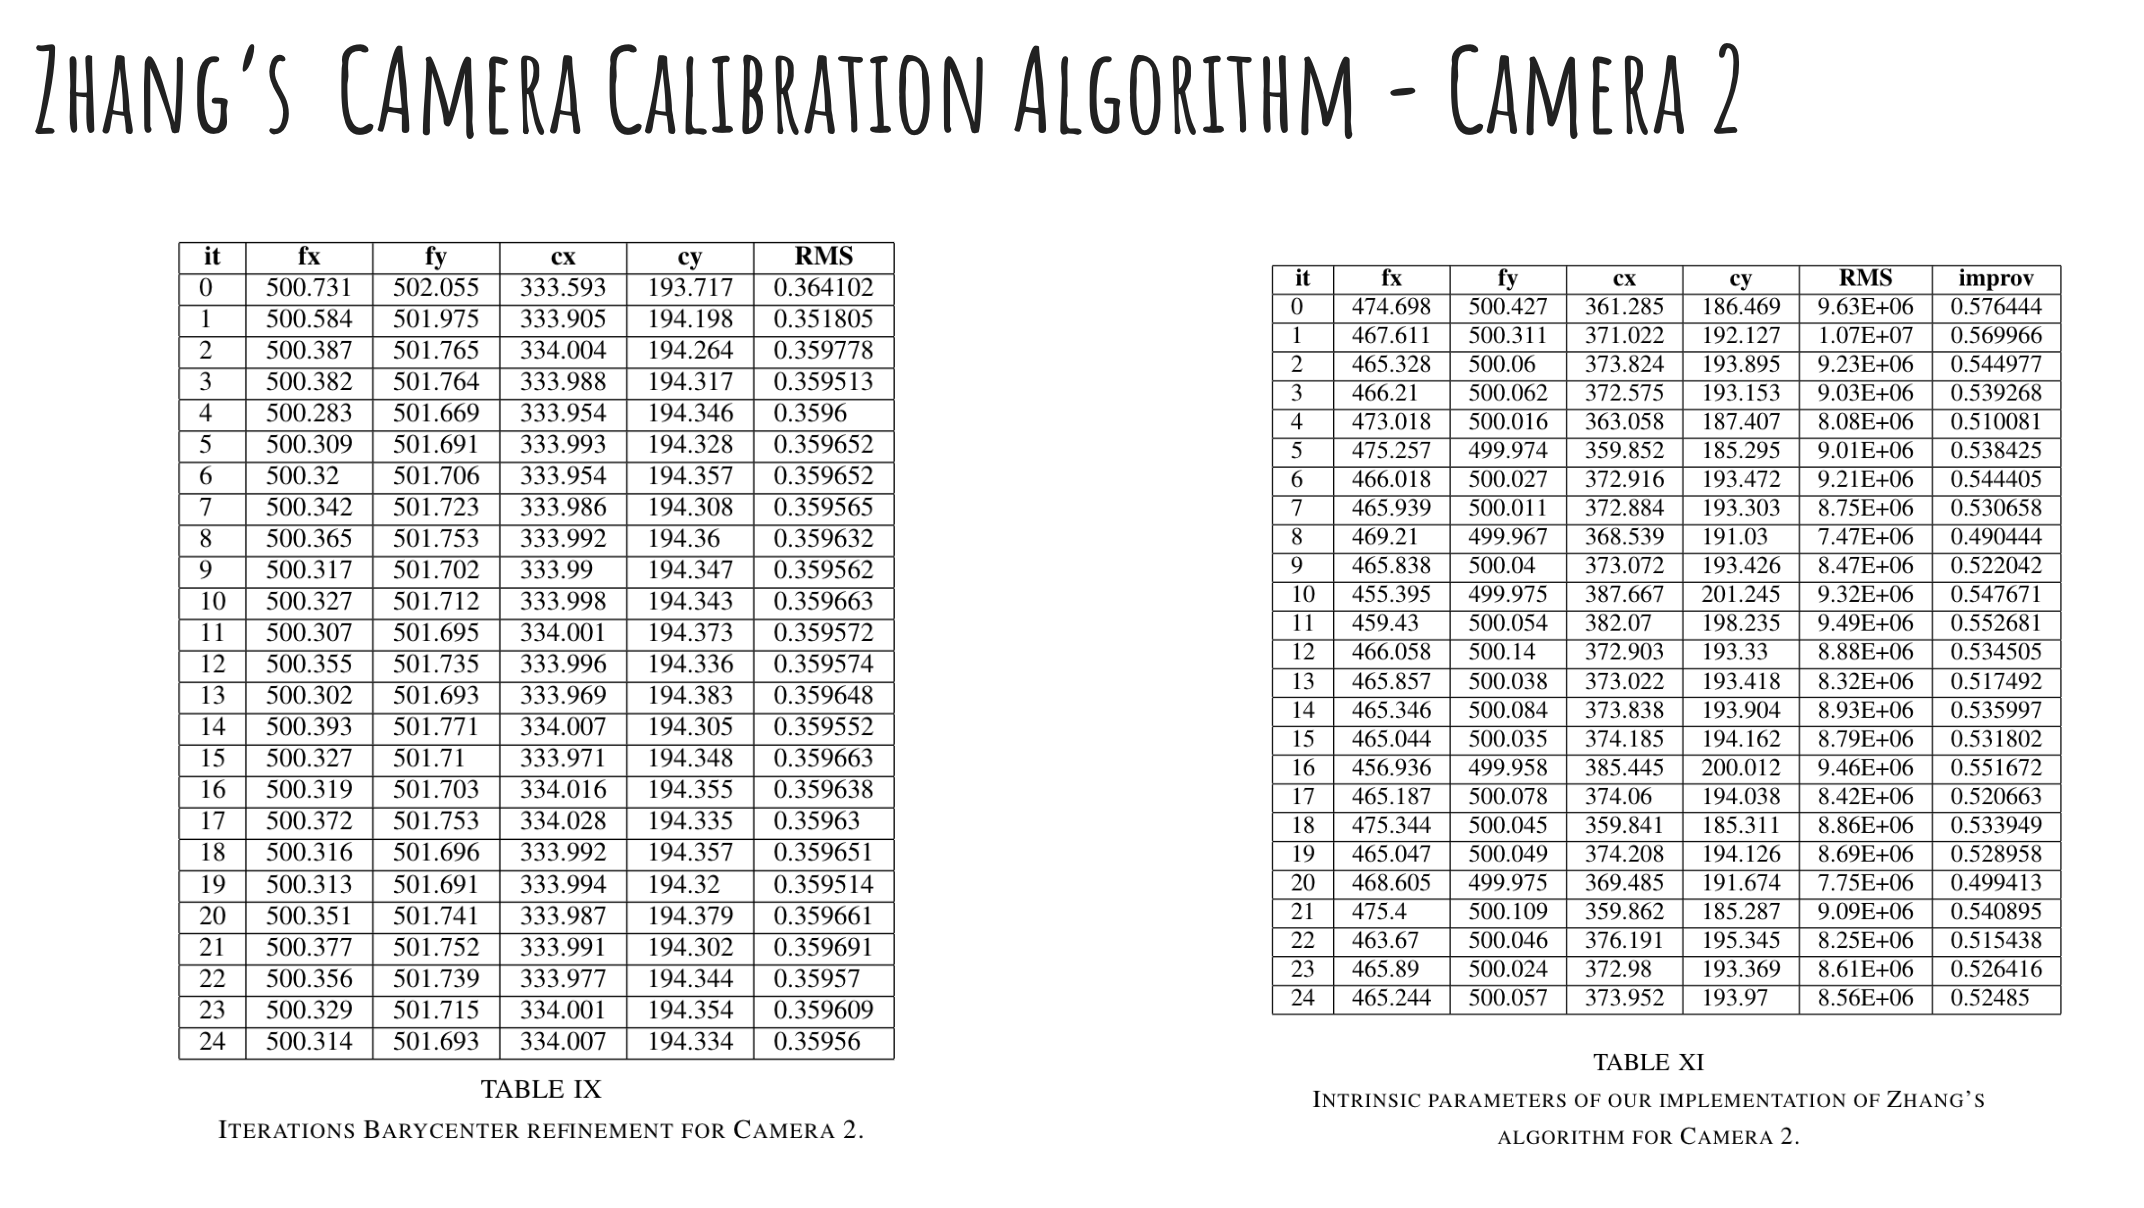 Zhang's Camera Calibration Algorithm - Camera 2
it fx fy cx cy RMS
0 500.731 502.055 333.593 193.717 0.364102
1 500.584 501.975 333.905 194.198 0.351805
2 500.387 501.765 334.004 194.264 0.359778
3 500.382 501.764 333.988 194.317 0.359513
4 500.283 501.669 333.954 194.346 0.3596
5 500.309 501.691 333.993 194.328 0.359652
6 500.32 501.706 333.954 194.357 0.359652
7 500.342 501.723 333.986 194.308 0.359565
8 500.365 501.753 333.992 194.36 0.359632
9 500.317 501.702 333.99 194.347 0.359562
10 500.327 501.712 333.998 194.343 0.359663
11 500.307 501.695 334.001 194.373 0.359572
12 500.355 501.735 333.996 194.336 0.359574
13 500.302 501.693 333.969 194.383 0.359648
14 500.393 501.771 334.007 194.305 0.359552
15 500.327 501.71 333.971 194.348 0.359663
16 500.319 501.703 334.016 194.355 0.359638
17 500.372 501.753 334.028 194.335 0.35963
18 500.316 501.696 333.992 194.357 0.359651
19 500.313 501.691 333.994 194.32 0.359514
20 500.351 501.741 333.987 194.379 0.359661
21 500.377 501.752 333.991 194.302 0.359691
22 500.356 501.739 333.977 194.344 0.35957
23 500.329 501.715 334.001 194.354 0.359609
24 500.314 501.693 334.007 194.334 0.35956
TABLE IX
Iterations Barycenter refinement for Camera 2.
it fx fy cx cy RMS improv
0 474.698 500.427 361.285 186.469 9.63E+06 0.576444
1 467.611 500.311 371.022 192.127 1.07E+07 0.569966
2 465.328 500.06 373.824 193.895 9.23E+06 0.544977
3 466.21 500.062 372.575 193.153 9.03E+06 0.539268
4 473.018 500.016 363.058 187.407 8.08E+06 0.510081
5 475.257 499.974 359.852 185.295 9.01E+06 0.538425
6 466.018 500.027 372.916 193.472 9.21E+06 0.544405
7 465.939 500.011 372.884 193.303 8.75E+06 0.530658
8 469.21 499.967 368.539 191.03 7.47E+06 0.490444
9 465.838 500.04 373.072 193.426 8.47E+06 0.522042
10 455.395 499.975 387.667 201.245 9.32E+06 0.547671
11 459.43 500.054 382.07 198.235 9.49E+06 0.552681
12 466.058 500.14 372.903 193.33 8.88E+06 0.534505
13 465.857 500.038 373.022 193.418 8.32E+06 0.517492
14 465.346 500.084 373.838 193.904 8.93E+06 0.535997
15 465.044 500.035 374.185 194.162 8.79E+06 0.531802
16 456.936 499.958 385.445 200.012 9.46E+06 0.551672
17 465.187 500.078 374.06 194.038 8.42E+06 0.520663
18 475.344 500.045 359.841 185.311 8.86E+06 0.533949
19 465.047 500.049 374.208 194.126 8.69E+06 0.528958
20 468.605 499.975 369.485 191.674 7.75E+06 0.499413
21 475.4 500.109 359.862 185.287 9.09E+06 0.540895
22 463.67 500.046 376.191 195.345 8.25E+06 0.515438
23 465.89 500.024 372.98 193.369 8.61E+06 0.526416
24 465.244 500.057 373.952 193.97 8.56E+06 0.52485
TABLE XI
Intrinsic parameters of our implementation of Zhang's
algorithm for Camera 2.